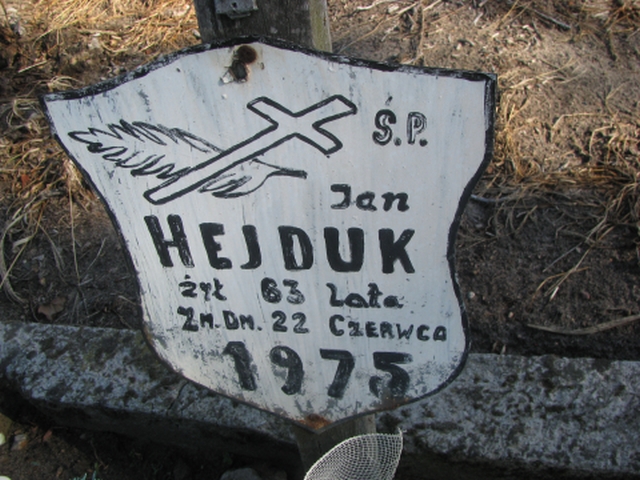 Ś.P.
Jan
HEJDUK
żył 63 lata
ZM. DN. 22 CZERWCA
1975